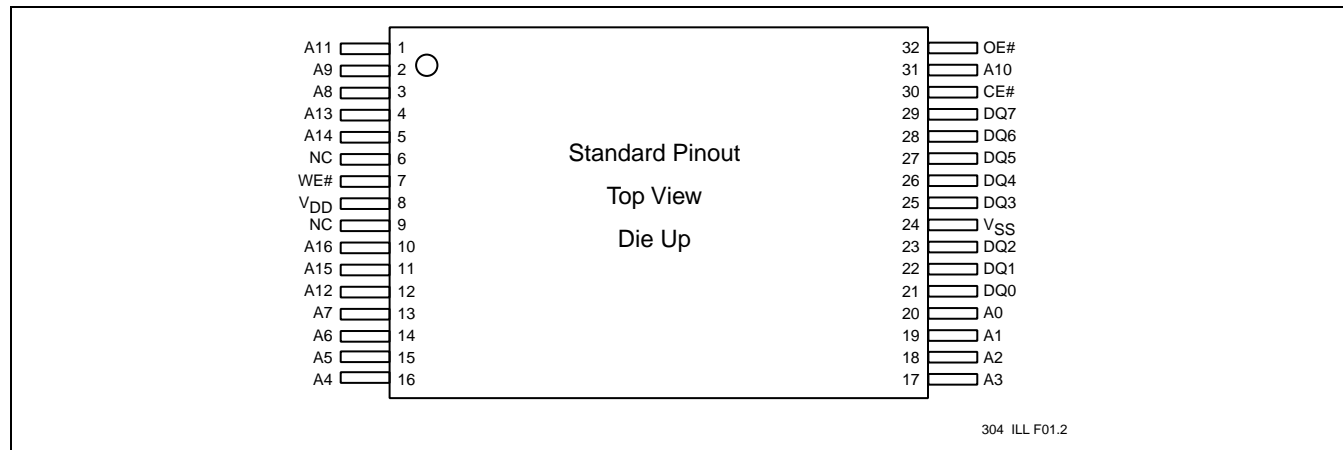 A11 1 32 OE#
A9 2 31 A10
A8 3 30 CE#
A13 4 29 DQ7
A14 5 28 DQ6
NC 6 27 DQ5
WE# 7 26 DQ4
VDD 8 25 DQ3
NC 9 24 VSS
A16 10 23 DQ2
A15 11 22 DQ1
A12 12 21 DQ0
A7 13 20 A0
A6 14 19 A1
A5 15 18 A2
A4 16 17 A3
Standard Pinout
Top View
Die Up
304 ILL F01.2